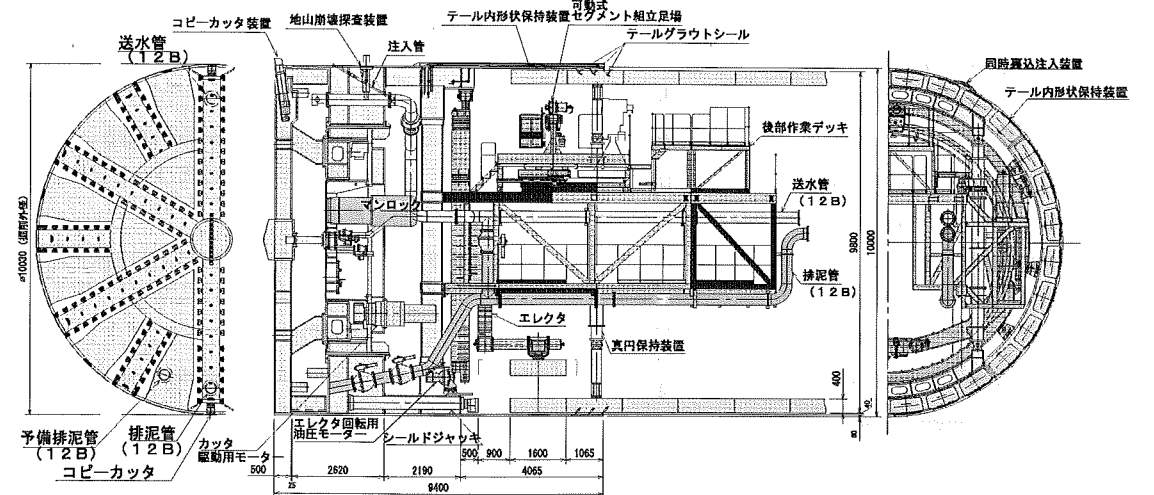 コピーカッタ装置
地山崩壊探査装置
注入管
テール内形状保持装置
可動式
セグメント組立足場
テールグラウトシール
送水管
(12B)
同時裏込注入装置
テール内形状保持装置
後部作業デッキ
マンロック
送水管
(12B)
排泥管
(12B)
エレクタ
真円保持装置
9800
10000
400
40
予備排泥管
(12B)
排泥管
(12B)
コピーカッタ
カッタ
駆動用モータ
エレクタ回転用
油圧モーター
シールドジャッキ
500
2620
2190
500
900
1600
1065
4065
25
9400